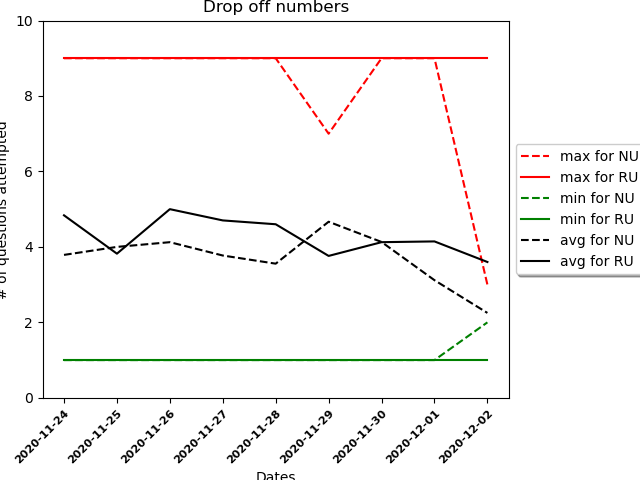 Drop off numbers
# of questions attempted
10
8
6
4
2
0
2020-11-24
2020-11-25
2020-11-26
2020-11-27
2020-11-28
2020-11-29
2020-11-30
2020-12-01
2020-12-02
Dates
max for NU
max for RU
min for NU
min for RU
avg for NU
avg for RU